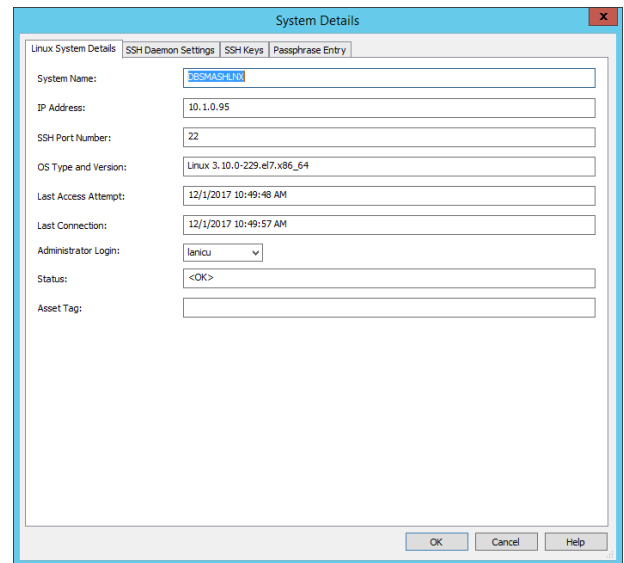 System Details
x
Linux System Details SSH Daemon Settings SSH Keys Passphrase Entry
System Name: DBSMASHLNX
IP Address: 10.1.0.95
SSH Port Number: 22
OS Type and Version: Linux 3.10.0-229.el7.x86_64
Last Access Attempt: 12/1/2017 10:49:48 AM
Last Connection: 12/1/2017 10:49:57 AM
Administrator Login: lanicu
Status: <OK>
Asset Tag:
OK Cancel Help